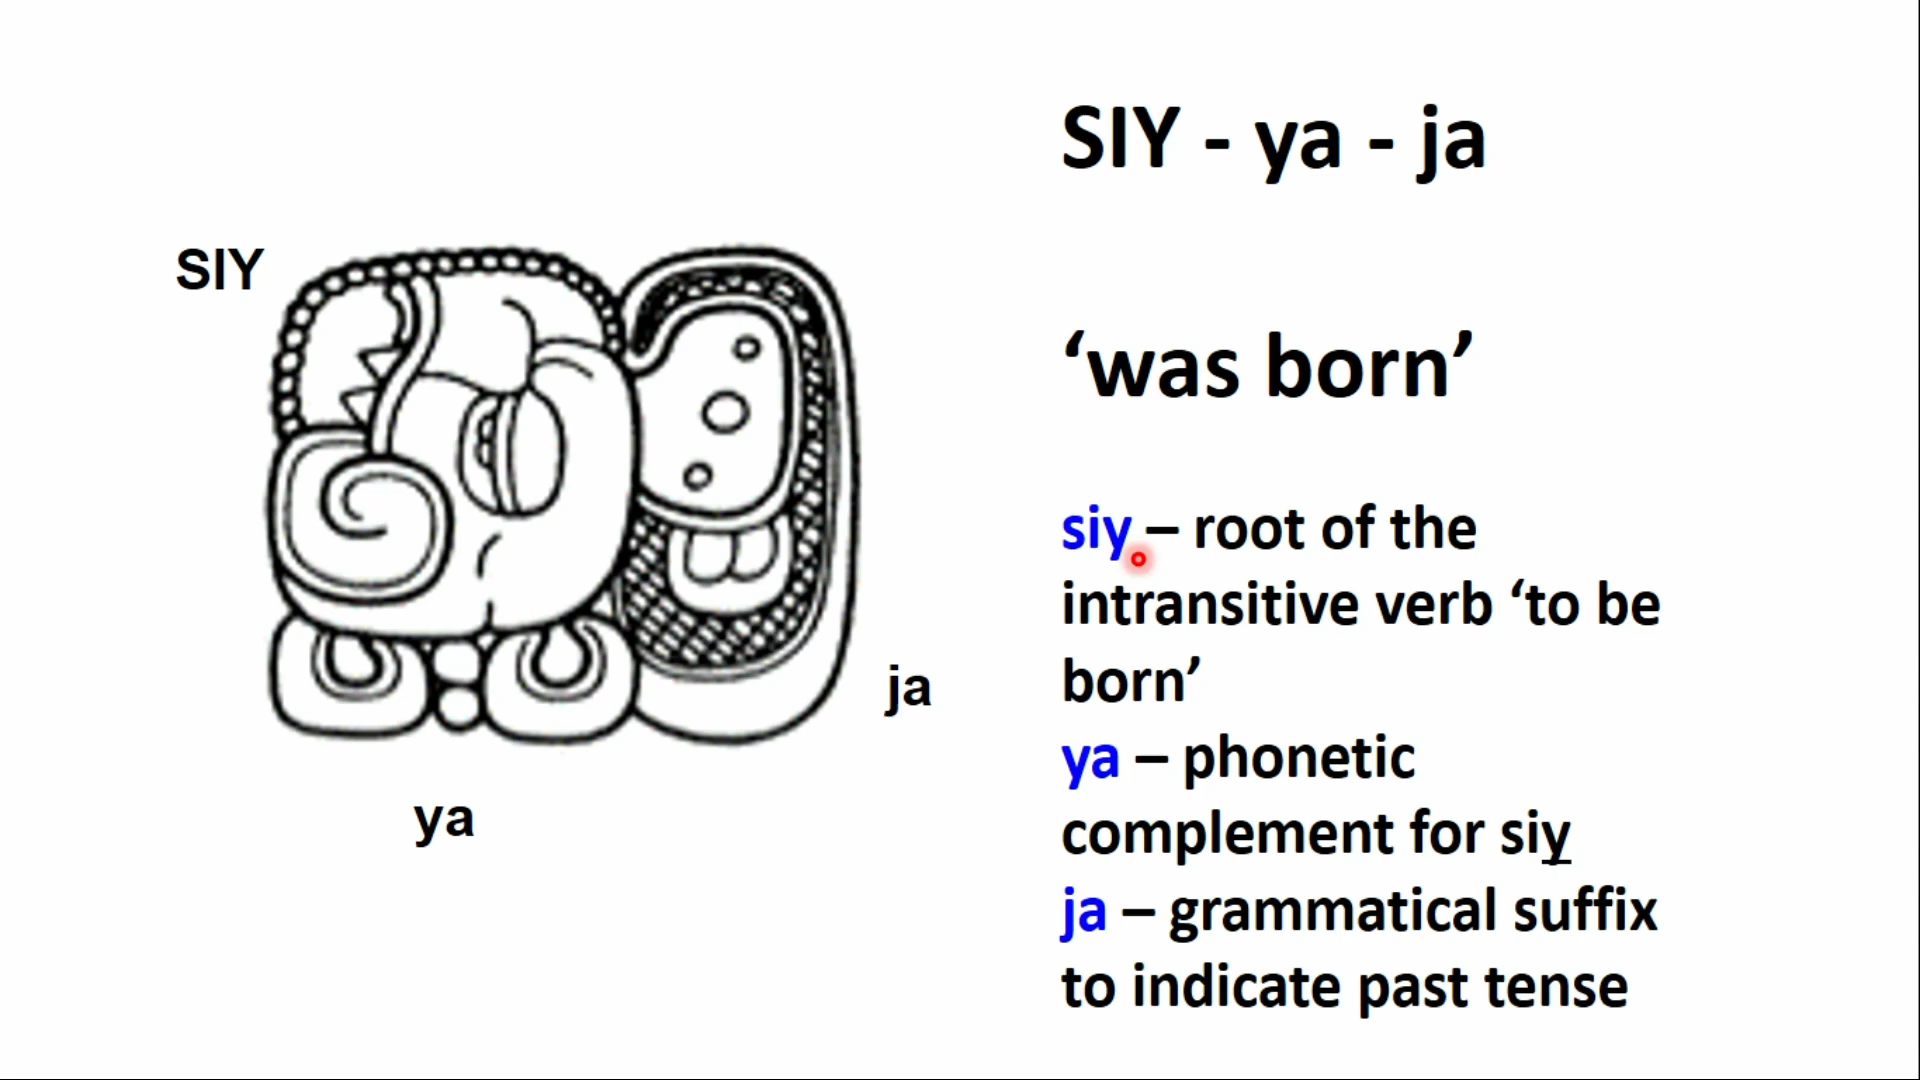 SIY
ja
ya
SIY - ya - ja
‘was born’
siy – root of the
intransitive verb ‘to be
born’
ya – phonetic
complement for siy
ja – grammatical suffix
to indicate past tense